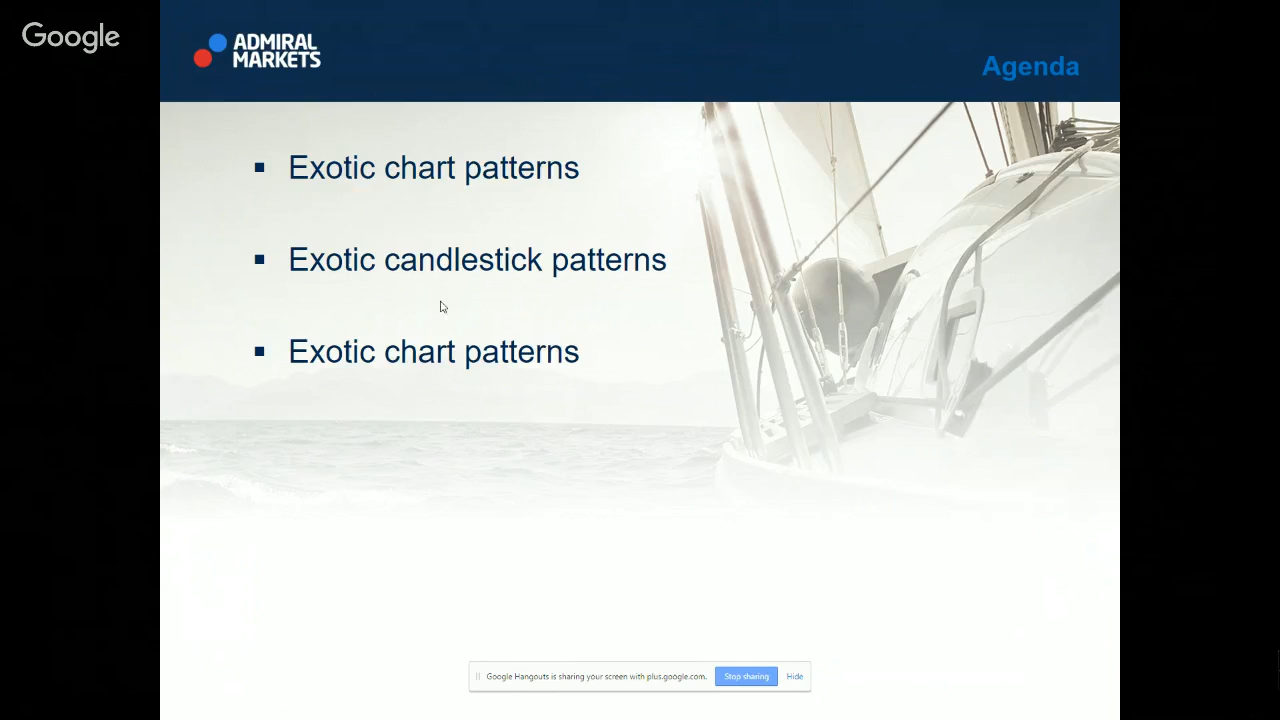 Google
ADMIRAL
MARKETS
Agenda
▪ Exotic chart patterns
▪ Exotic candlestick patterns
▪ Exotic chart patterns
Google Hangouts is sharing your screen with plus.google.com. Stop sharing Hide